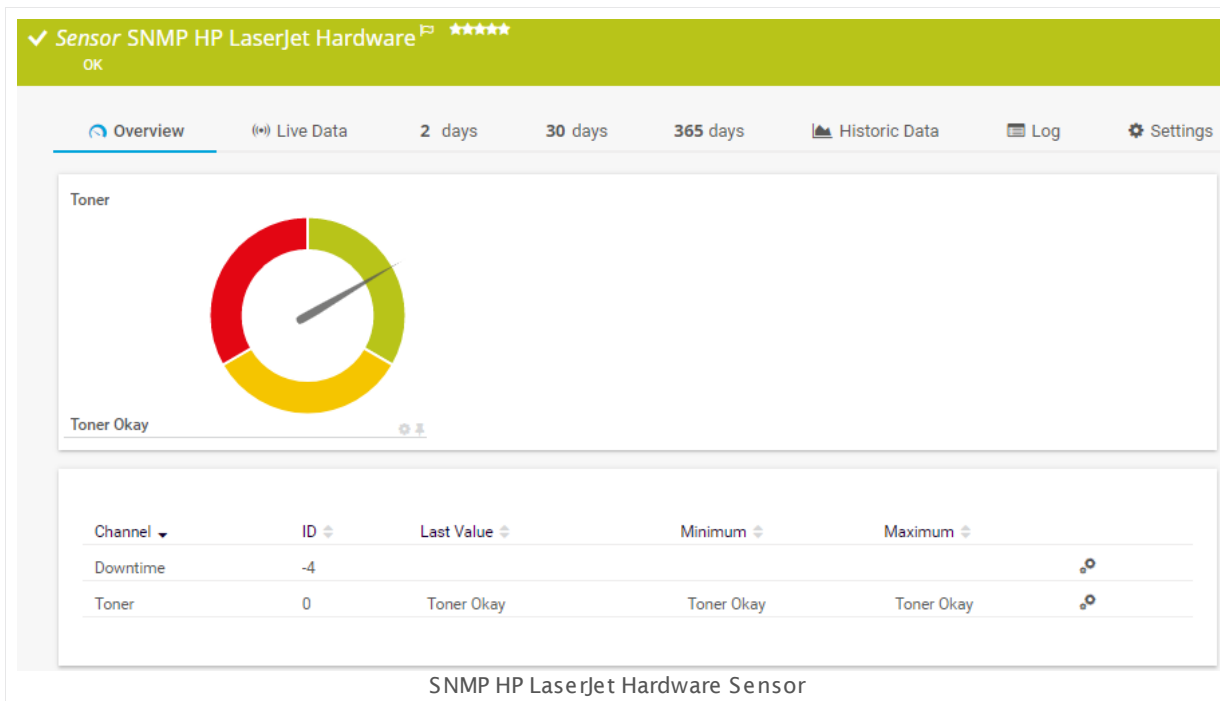 Sensor SNMP HP LaserJet Hardware
OK
Overview Live Data 2 days 30 days 365 days Historic Data Log Settings
Toner
Toner Okay
Channel ID Last Value Minimum Maximum
Downtime -4
Toner 0 Toner Okay Toner Okay Toner Okay
SNMP HP LaserJet Hardware Sensor